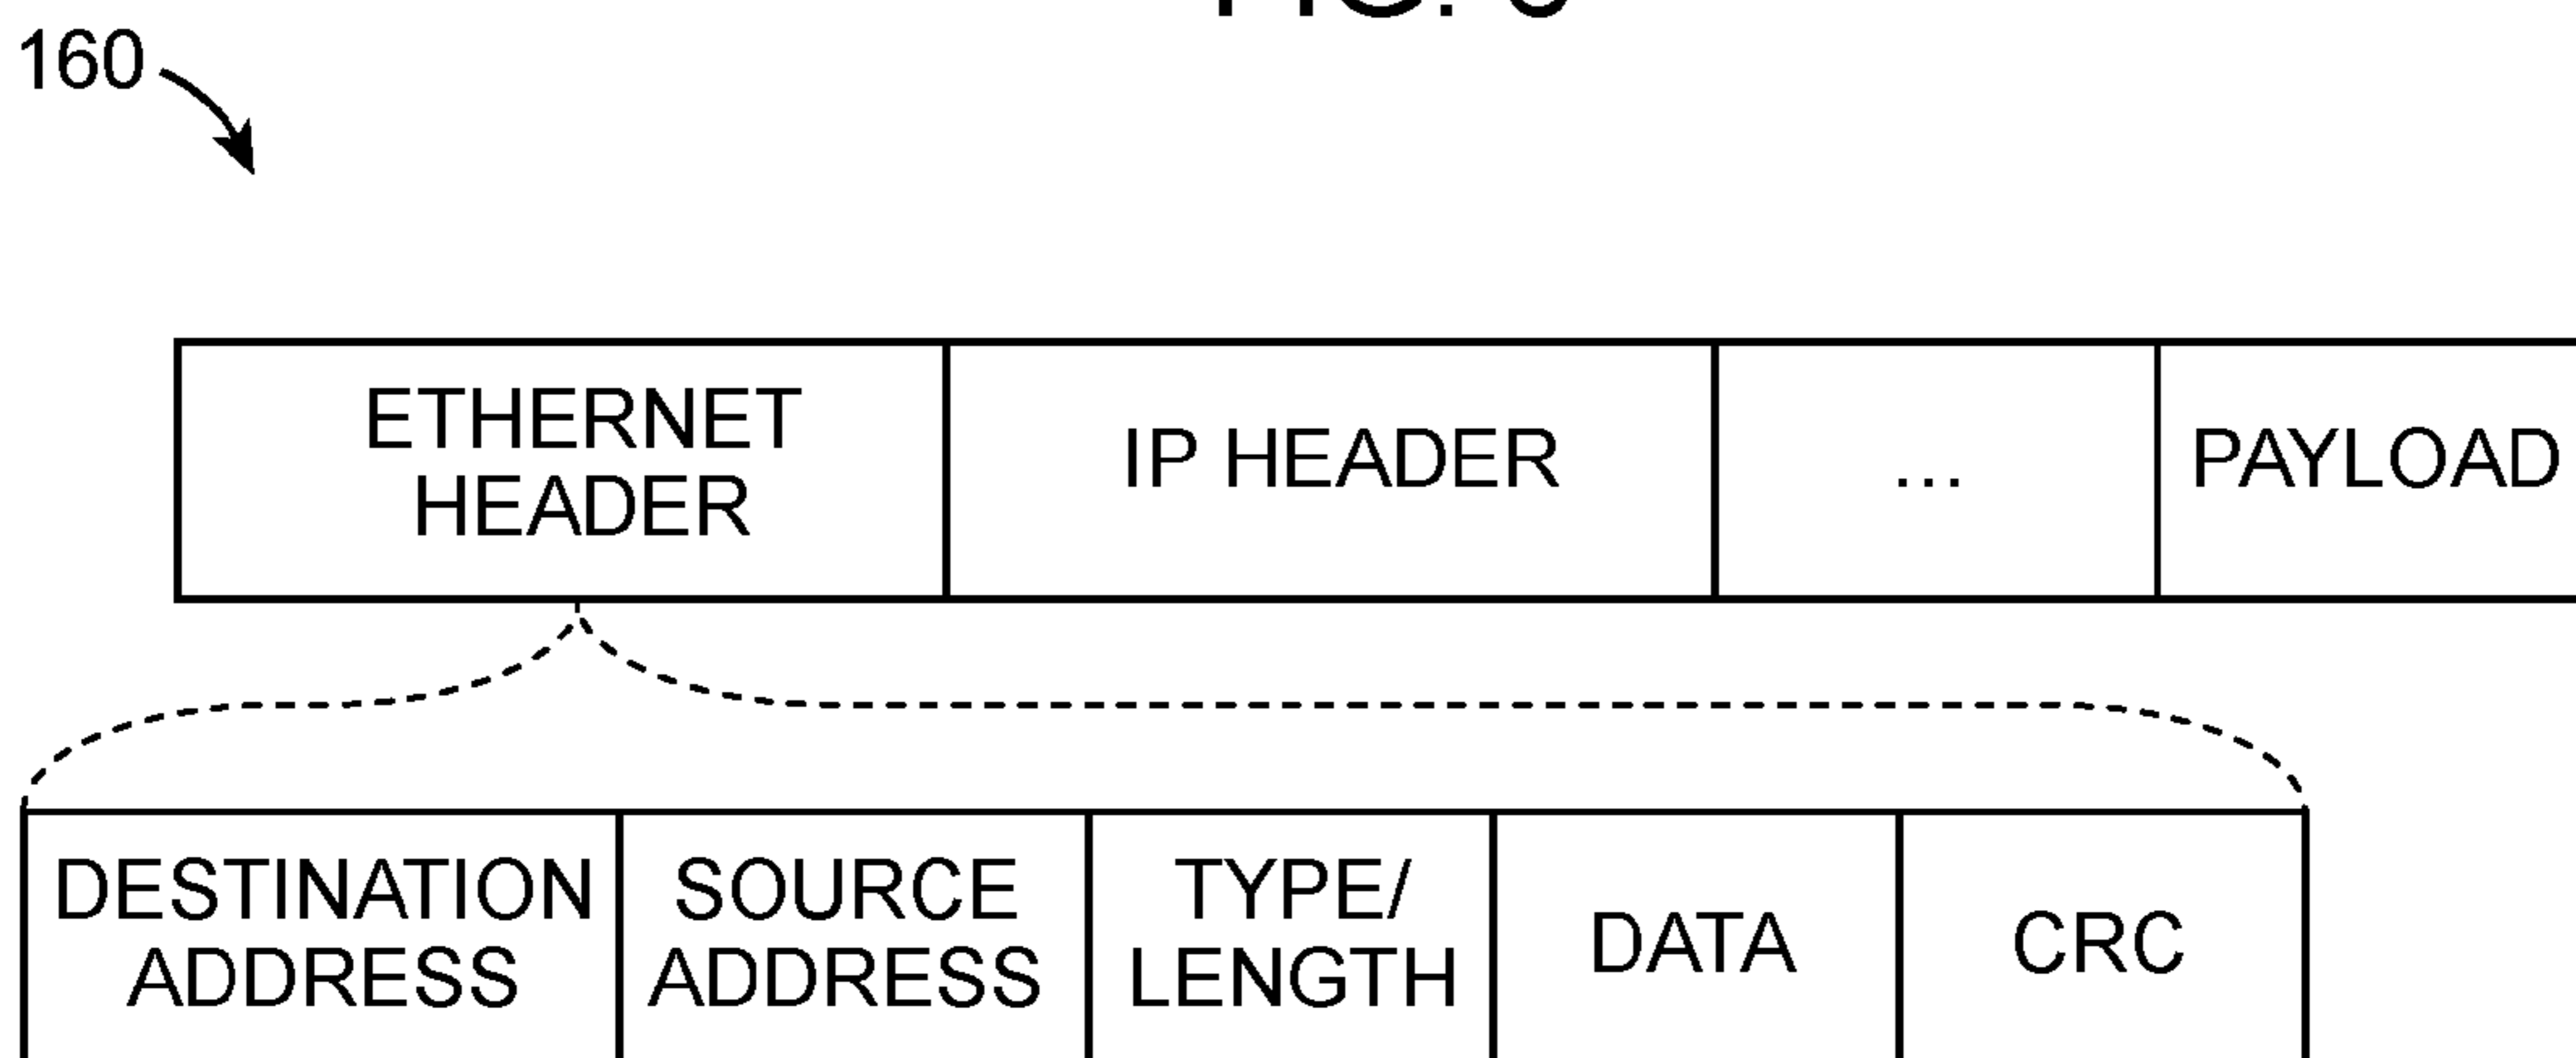 160
ETHERNET
HEADER
IP HEADER
...
PAYLOAD
DESTINATION
ADDRESS
SOURCE
ADDRESS
TYPE/
LENGTH
DATA
CRC